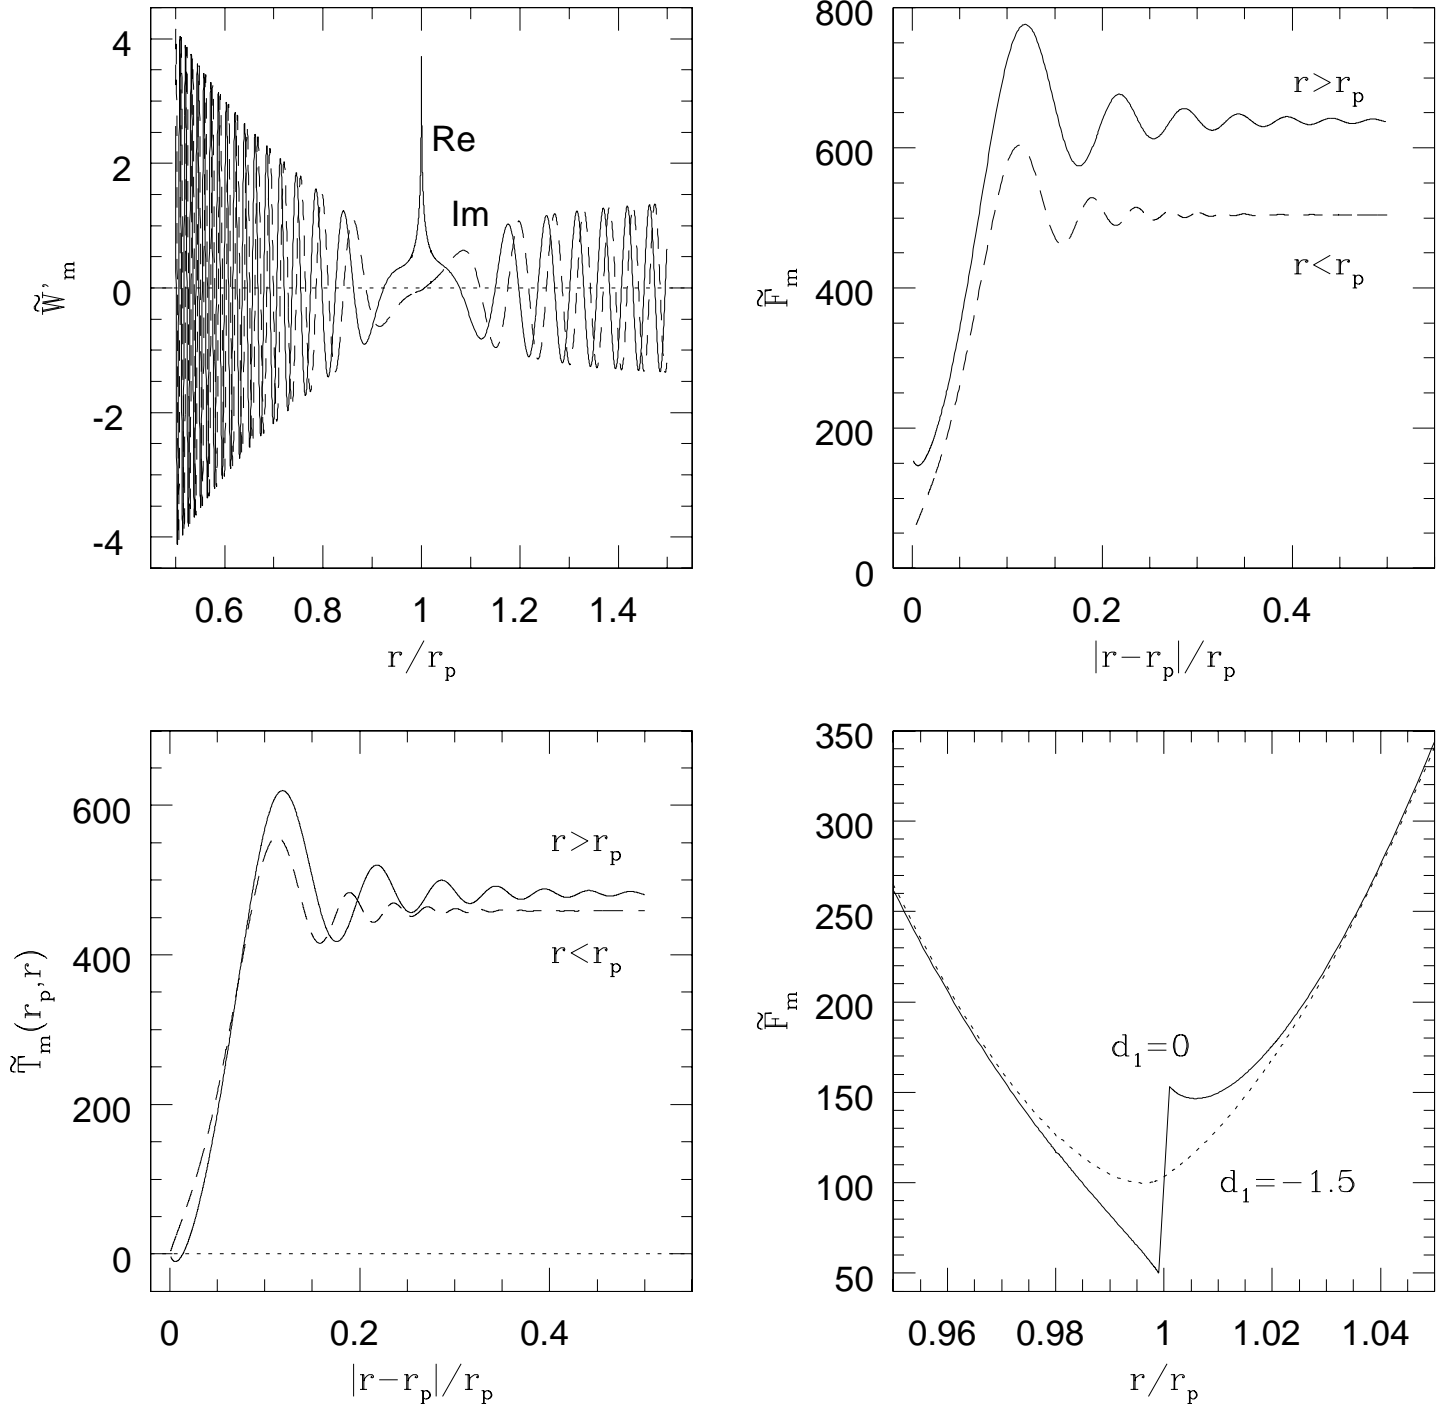 4
2
0
-2
-4
W̃'ₘ
Re
Im
0.6 0.8 1 1.2 1.4
r/rₚ
800
600
400
200
0
F̃ₘ
r>rₚ
r<rₚ
0 0.2 0.4
|r−rₚ|/rₚ
600
400
200
0
T̃ₘ(rₚ,r)
r>rₚ
r<rₚ
0 0.2 0.4
|r−rₚ|/rₚ
350
300
250
200
150
100
50
F̃ₘ
d₁=0
d₁=−1.5
0.96 0.98 1 1.02 1.04
r/rₚ